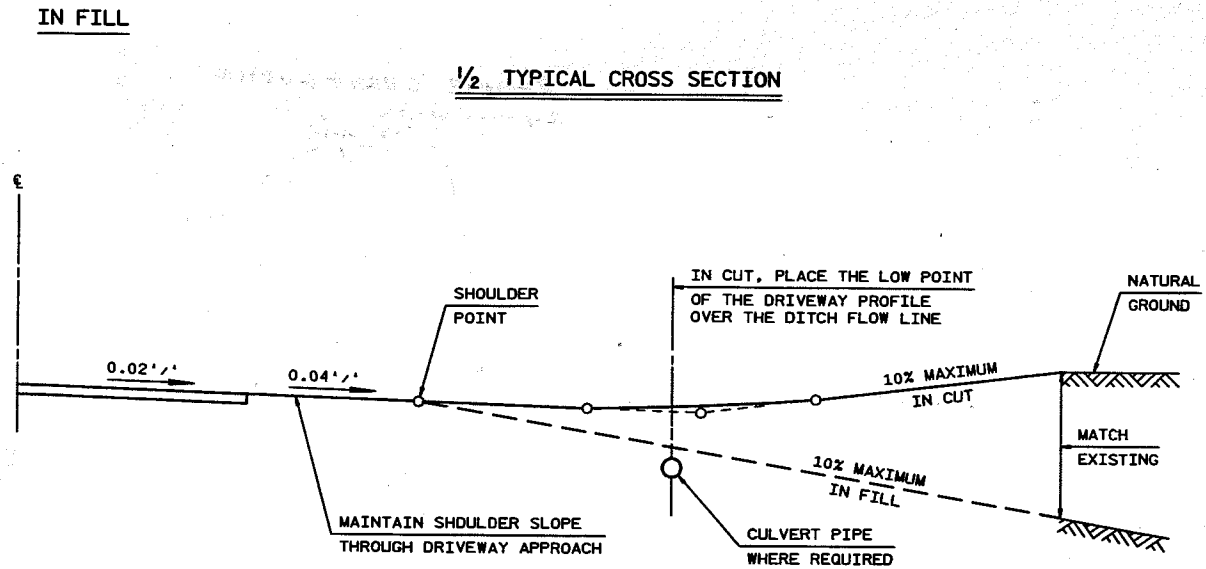 IN FILL
½ TYPICAL CROSS SECTION
℄
IN CUT, PLACE THE LOW POINT
OF THE DRIVEWAY PROFILE
OVER THE DITCH FLOW LINE
NATURAL
GROUND
SHOULDER
POINT
0.02'/'
0.04'/'
10% MAXIMUM
IN CUT
MATCH
EXISTING
10% MAXIMUM
IN FILL
MAINTAIN SHOULDER SLOPE
THROUGH DRIVEWAY APPROACH
CULVERT PIPE
WHERE REQUIRED